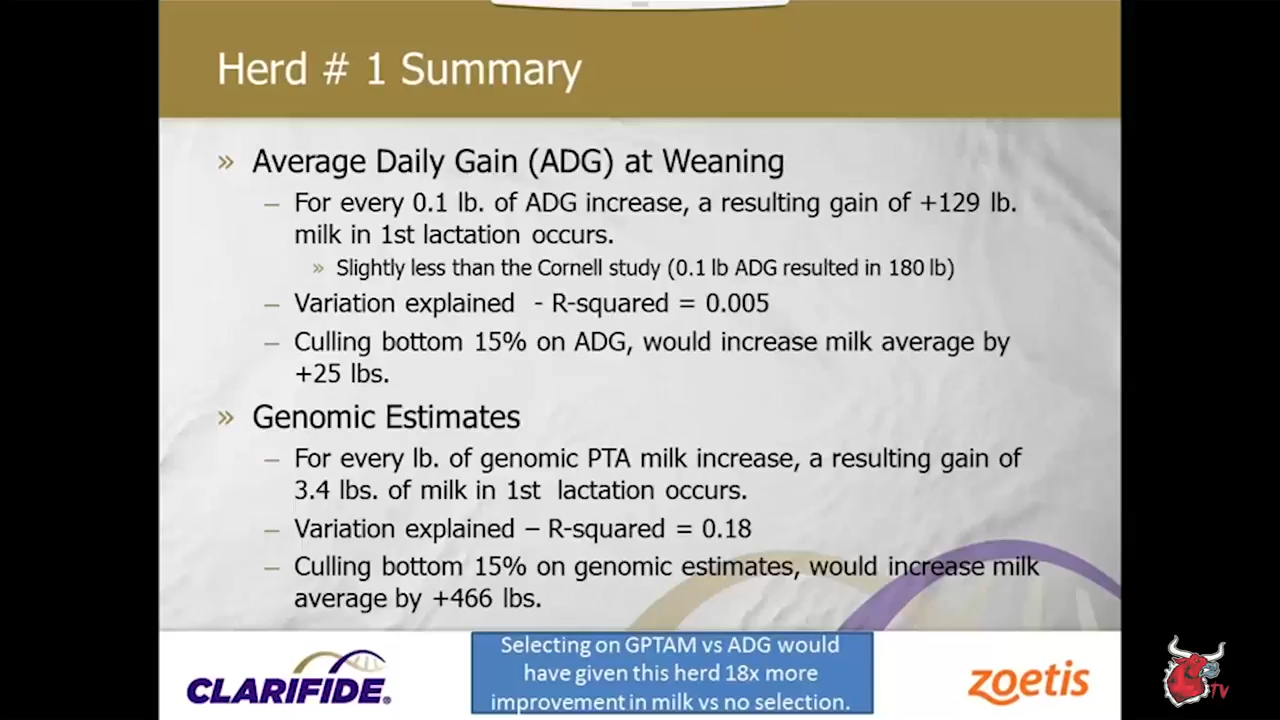 Herd # 1 Summary
» Average Daily Gain (ADG) at Weaning
– For every 0.1 lb. of ADG increase, a resulting gain of +129 lb.
milk in 1st lactation occurs.
» Slightly less than the Cornell study (0.1 lb ADG resulted in 180 lb)
– Variation explained - R-squared = 0.005
– Culling bottom 15% on ADG, would increase milk average by
+25 lbs.
» Genomic Estimates
– For every lb. of genomic PTA milk increase, a resulting gain of
3.4 lbs. of milk in 1st lactation occurs.
– Variation explained – R-squared = 0.18
– Culling bottom 15% on genomic estimates, would increase milk
average by +466 lbs.
Selecting on GPTAM vs ADG would
have given this herd 18x more
improvement in milk vs no selection.
CLARIFIDE®
zoetis
TV